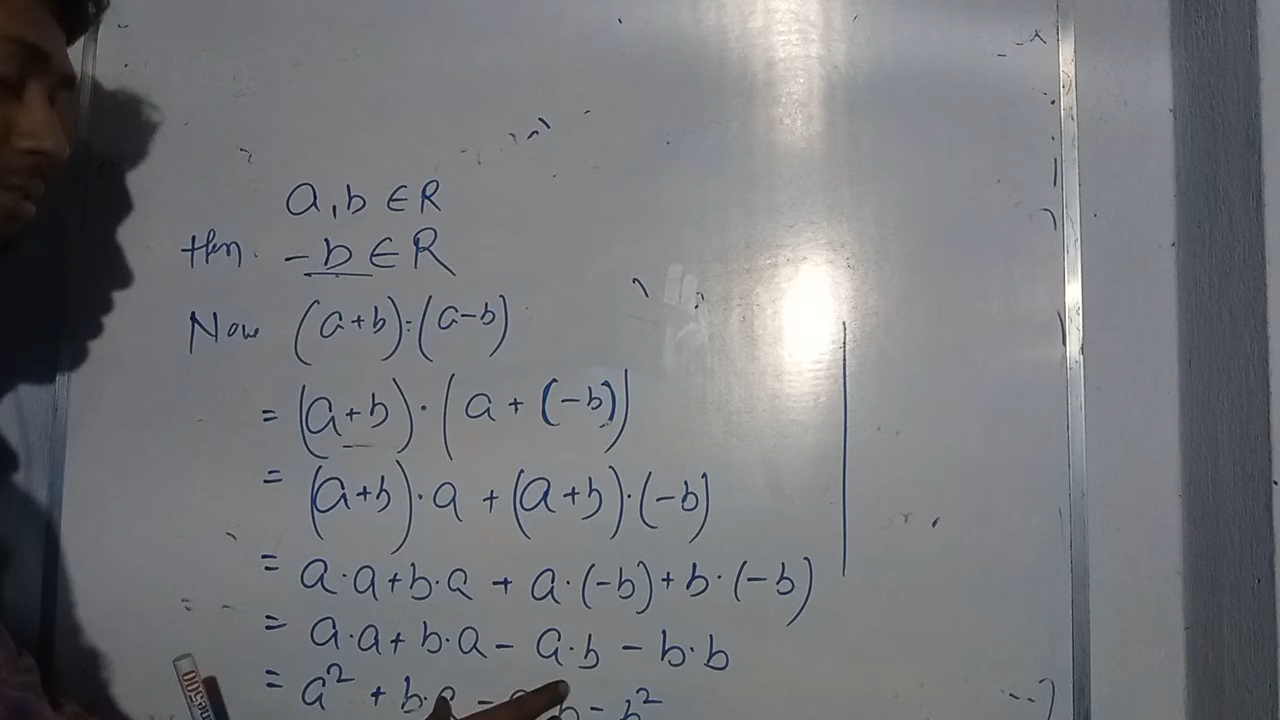 a, b ∈ R
then. -b ∈ R
Now (a+b)·(a-b)
= (a+b)·(a+(-b))
= (a+b)·a + (a+b)·(-b)
= a·a+b·a + a·(-b)+b·(-b)
= a·a+b·a - a·b - b·b
= a² + b·a - b - b²